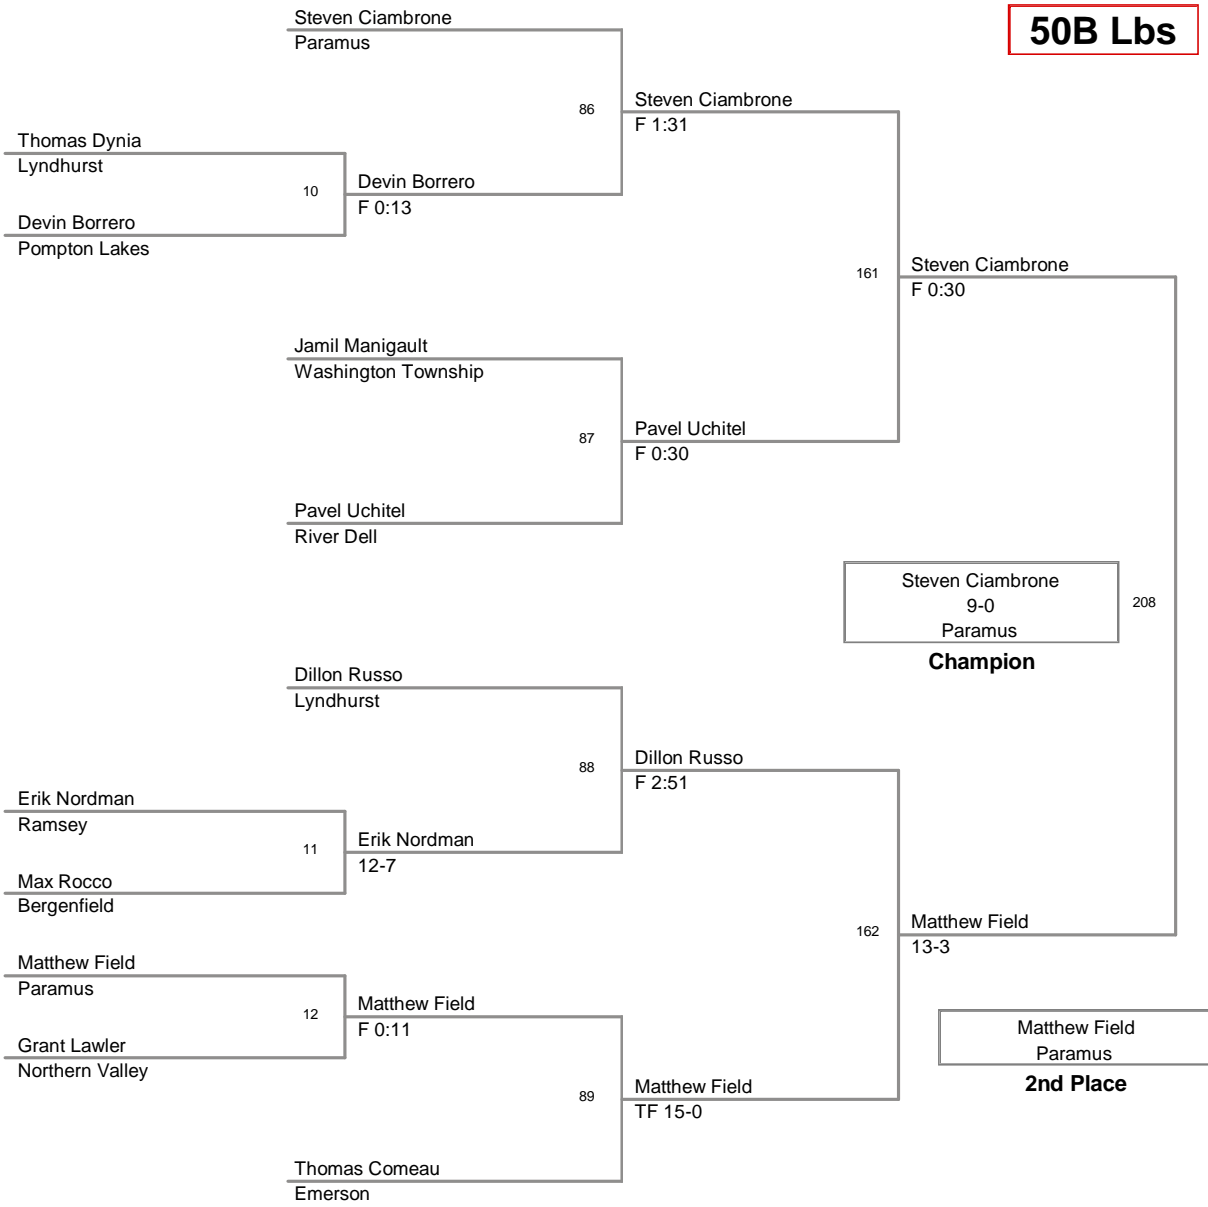 Steven Ciambrone
Paramus
50B Lbs
86
Steven Ciambrone
F 1:31
Thomas Dynia
Lyndhurst
10
Devin Borrero
F 0:13
Devin Borrero
Pompton Lakes
161
Steven Ciambrone
F 0:30
Jamil Manigault
Washington Township
87
Pavel Uchitel
F 0:30
Pavel Uchitel
River Dell
Steven Ciambrone
9-0
Paramus
208
Champion
Dillon Russo
Lyndhurst
88
Dillon Russo
F 2:51
Erik Nordman
Ramsey
11
Erik Nordman
12-7
Max Rocco
Bergenfield
162
Matthew Field
13-3
Matthew Field
Paramus
12
Matthew Field
F 0:11
Grant Lawler
Northern Valley
Matthew Field
Paramus
2nd Place
89
Matthew Field
TF 15-0
Thomas Comeau
Emerson